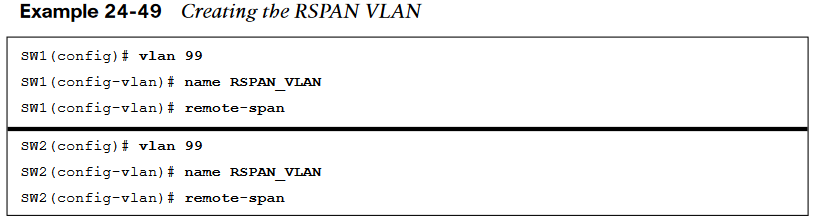 Example 24-49 Creating the RSPAN VLAN
SW1(config)# vlan 99
SW1(config-vlan)# name RSPAN_VLAN
SW1(config-vlan)# remote-span
SW2(config)# vlan 99
SW2(config-vlan)# name RSPAN_VLAN
SW2(config-vlan)# remote-span